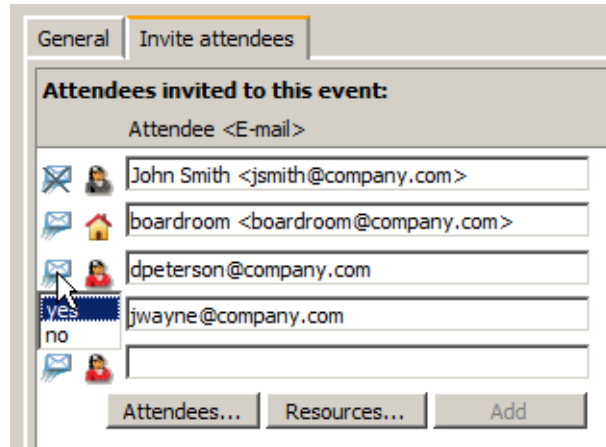 General Invite attendees
Attendees invited to this event:
Attendee <E-mail>
John Smith <jsmith@company.com>
boardroom <boardroom@company.com>
dpeterson@company.com
yes
jwayne@company.com
no
Attendees... Resources... Add